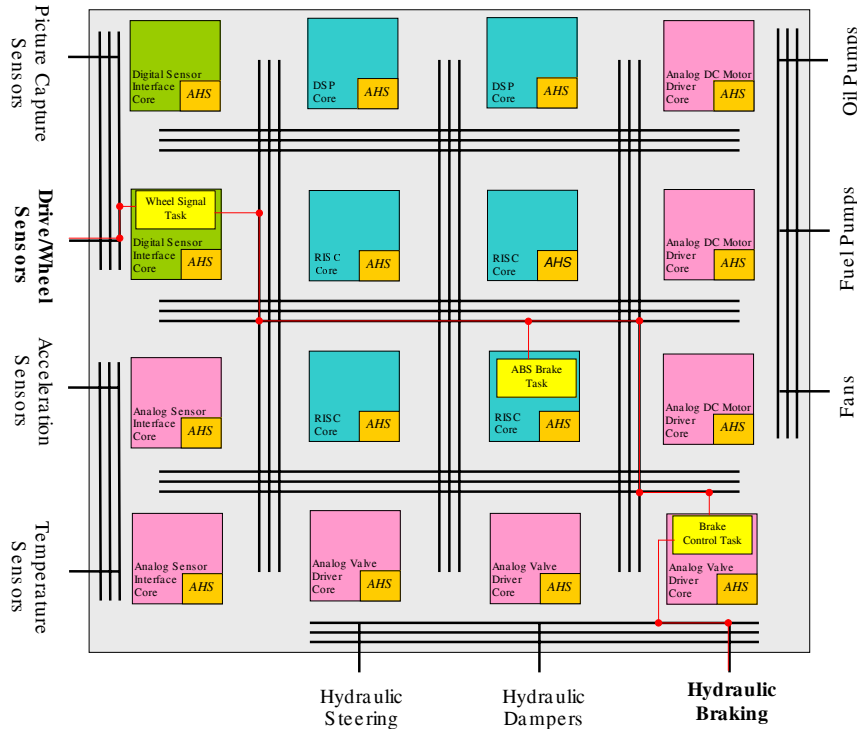 Picture Capture
Sensors
Drive/Wheel
Sensors
Acceleration
Sensors
Temperature
Sensors
Digital Sensor
Interface
Core
AHS
DSP
Core
AHS
DSP
Core
AHS
Analog DC Motor
Driver
Core
AHS
Wheel Signal
Task
Digital Sensor
Interface
Core
AHS
RISC
Core
AHS
RISC
Core
AHS
Analog DC Motor
Driver
Core
AHS
Analog Sensor
Interface
Core
AHS
RISC
Core
AHS
ABS Brake
Task
RISC
Core
AHS
Analog DC Motor
Driver
Core
AHS
Analog Sensor
Interface
Core
AHS
Analog Valve
Driver
Core
AHS
Analog Valve
Driver
Core
AHS
Brake
Control Task
Analog Valve
Driver
Core
AHS
Oil Pumps
Fuel Pumps
Fans
Hydraulic
Steering
Hydraulic
Dampers
Hydraulic
Braking